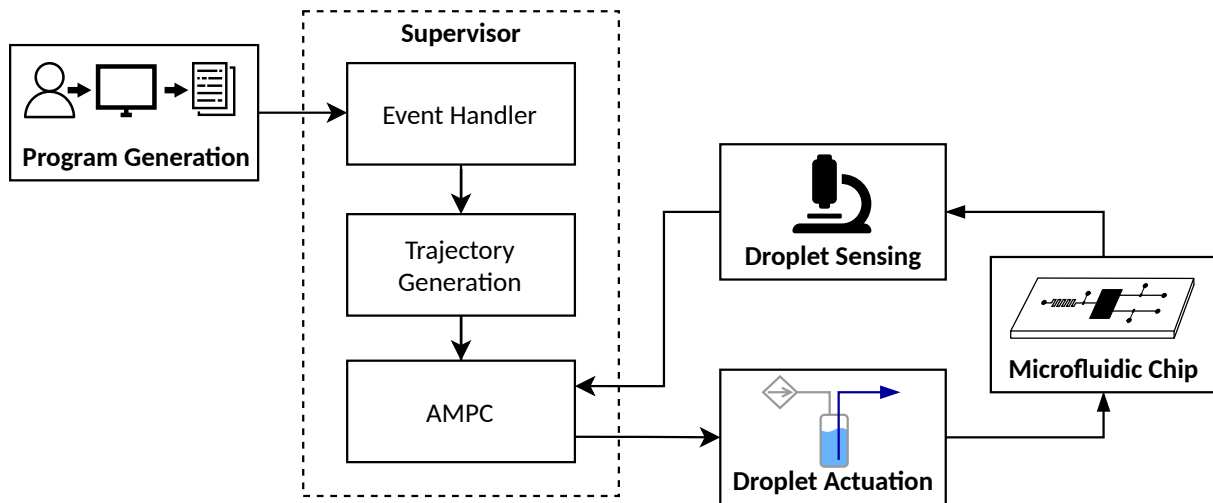 Supervisor
Program Generation
Event Handler
Trajectory
Generation
AMPC
Droplet Sensing
Microfluidic Chip
Droplet Actuation